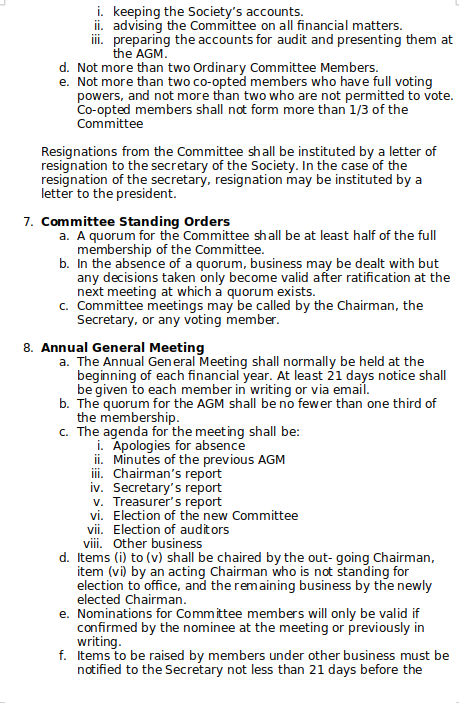 i. keeping the Society's accounts.
ii. advising the Committee on all financial matters.
iii. preparing the accounts for audit and presenting them at
the AGM.
d. Not more than two Ordinary Committee Members.
e. Not more than two co-opted members who have full voting
powers, and not more than two who are not permitted to vote.
Co-opted members shall not form more than 1/3 of the
Committee
Resignations from the Committee shall be instituted by a letter of
resignation to the secretary of the Society. In the case of the
resignation of the secretary, resignation may be instituted by a
letter to the president.
7. Committee Standing Orders
a. A quorum for the Committee shall be at least half of the full
membership of the Committee.
b. In the absence of a quorum, business may be dealt with but
any decisions taken only become valid after ratification at the
next meeting at which a quorum exists.
c. Committee meetings may be called by the Chairman, the
Secretary, or any voting member.
8. Annual General Meeting
a. The Annual General Meeting shall normally be held at the
beginning of each financial year. At least 21 days notice shall
be given to each member in writing or via email.
b. The quorum for the AGM shall be no fewer than one third of
the membership.
c. The agenda for the meeting shall be:
i. Apologies for absence
ii. Minutes of the previous AGM
iii. Chairman's report
iv. Secretary's report
v. Treasurer's report
vi. Election of the new Committee
vii. Election of auditors
viii. Other business
d. Items (i) to (v) shall be chaired by the out- going Chairman,
item (vi) by an acting Chairman who is not standing for
election to office, and the remaining business by the newly
elected Chairman.
e. Nominations for Committee members will only be valid if
confirmed by the nominee at the meeting or previously in
writing.
f. Items to be raised by members under other business must be
notified to the Secretary not less than 21 days before the